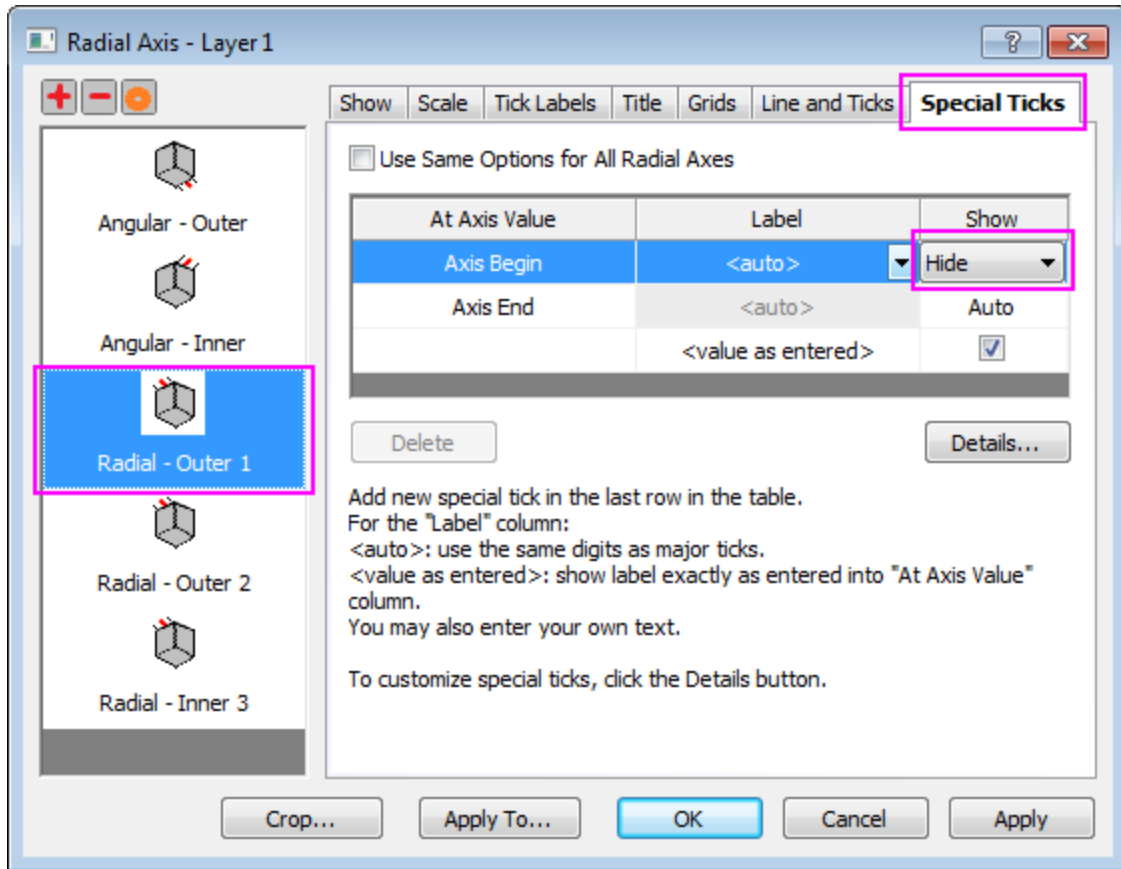 Radial Axis - Layer 1
Show Scale Tick Labels Title Grids Line and Ticks Special Ticks
Angular - Outer
Angular - Inner
Radial - Outer 1
Radial - Outer 2
Radial - Inner 3
Use Same Options for All Radial Axes
At Axis Value Label Show
Axis Begin <auto> Hide
Axis End <auto> Auto
<value as entered>
Delete Details...
Add new special tick in the last row in the table.
For the "Label" column:
<auto>: use the same digits as major ticks.
<value as entered>: show label exactly as entered into "At Axis Value"
column.
You may also enter your own text.
To customize special ticks, click the Details button.
Crop... Apply To... OK Cancel Apply